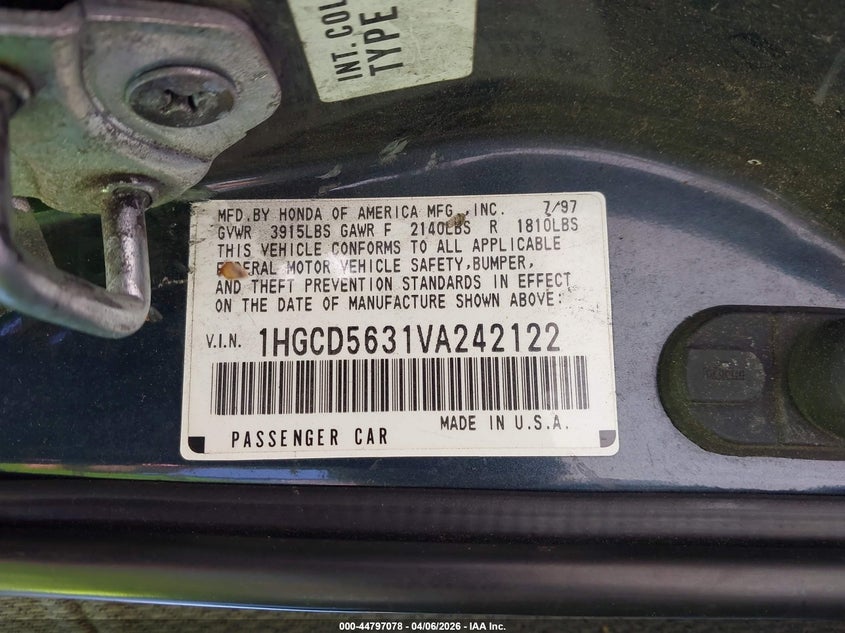 INT. COL
TYPE
MFD. BY HONDA OF AMERICA MFG., INC. 7/97
GVWR 3915LBS GAWR F 2140LBS R 1810LBS
THIS VEHICLE CONFORMS TO ALL APPLICABLE
FEDERAL MOTOR VEHICLE SAFETY, BUMPER,
AND THEFT PREVENTION STANDARDS IN EFFECT
ON THE DATE OF MANUFACTURE SHOWN ABOVE:
V.I.N. 1HGCD5631VA242122
PASSENGER CAR MADE IN U.S.A.
000-44797078 - 04/06/2026 - IAA Inc.